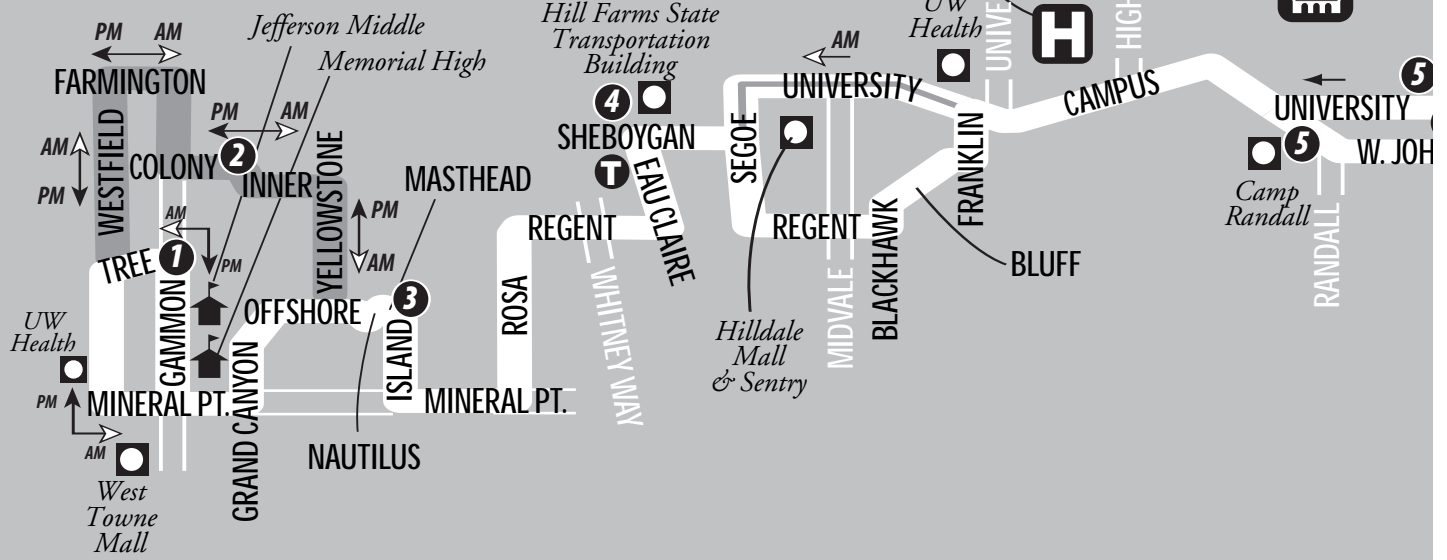 Jefferson Middle
Memorial High
PM AM
FARMINGTON
WESTFIELD
AM
PM
COLONY
2
PM AM
INNER
YELLOWSTONE
PM
AM
MASTHEAD
TREE
1
AM
PM
GAMMON
UW
Health
PM
AM
MINERAL PT.
West
Towne
Mall
GRAND CANYON
OFFSHORE
NAUTILUS
3
ISLAND
MINERAL PT.
ROSA
REGENT
WHITNEY WAY
EAU CLAIRE
Hill Farms State
Transportation
Building
4
SHEBOYGAN
T
SEGOE
AM
UNIVERSITY
Hilldale
Mall
& Sentry
REGENT
MIDVALE
BLACKHAWK
BLUFF
FRANKLIN
UW
Health
H
CAMPUS
5
UNIVERSITY
5
Camp
Randall
RANDALL